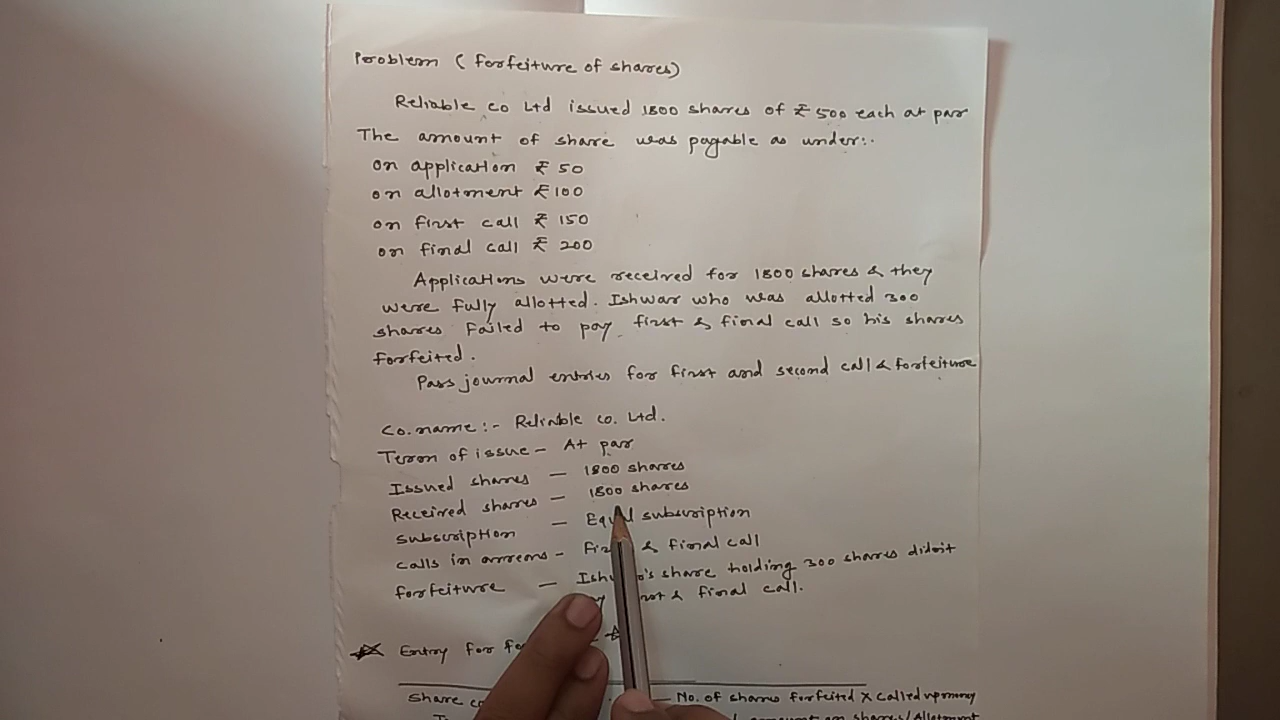 Problem (Forfeiture of shares)
Reliable co Ltd issued 1800 shares of ₹ 500 each at par
The amount of share was payable as under:-
on application ₹ 50
on allotment ₹ 100
on first call ₹ 150
on final call ₹ 200
Applications were received for 1800 shares & they
were fully allotted. Ishwar who was allotted 300
shares failed to pay first & final call so his shares
forfeited.
Pass journal entries for first and second call & forfeiture
Co. name :- Reliable co. Ltd.
Term of issue - At par
Issued shares - 1800 shares
Received shares - 1800 shares
subscription - Equal subscription
calls in arrears - & final call
forfeiture - share holding 300 shares didn't
& final call.
Entry for
Share No. of shares forfeited x called up money
amount on shares/Allotment